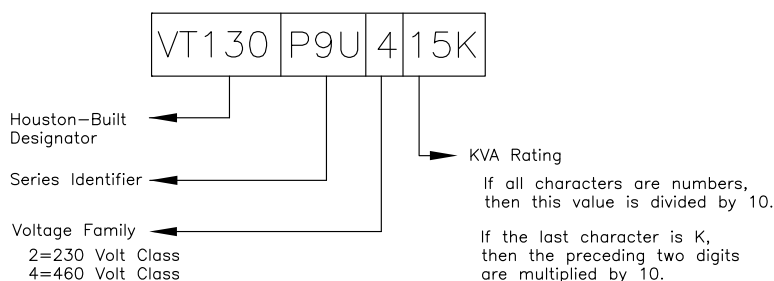 VT130 P9U 4 15K
Houston-Built
Designator
Series Identifier
Voltage Family
2=230 Volt Class
4=460 Volt Class
KVA Rating
If all characters are numbers,
then this value is divided by 10.
If the last character is K,
then the preceding two digits
are multiplied by 10.